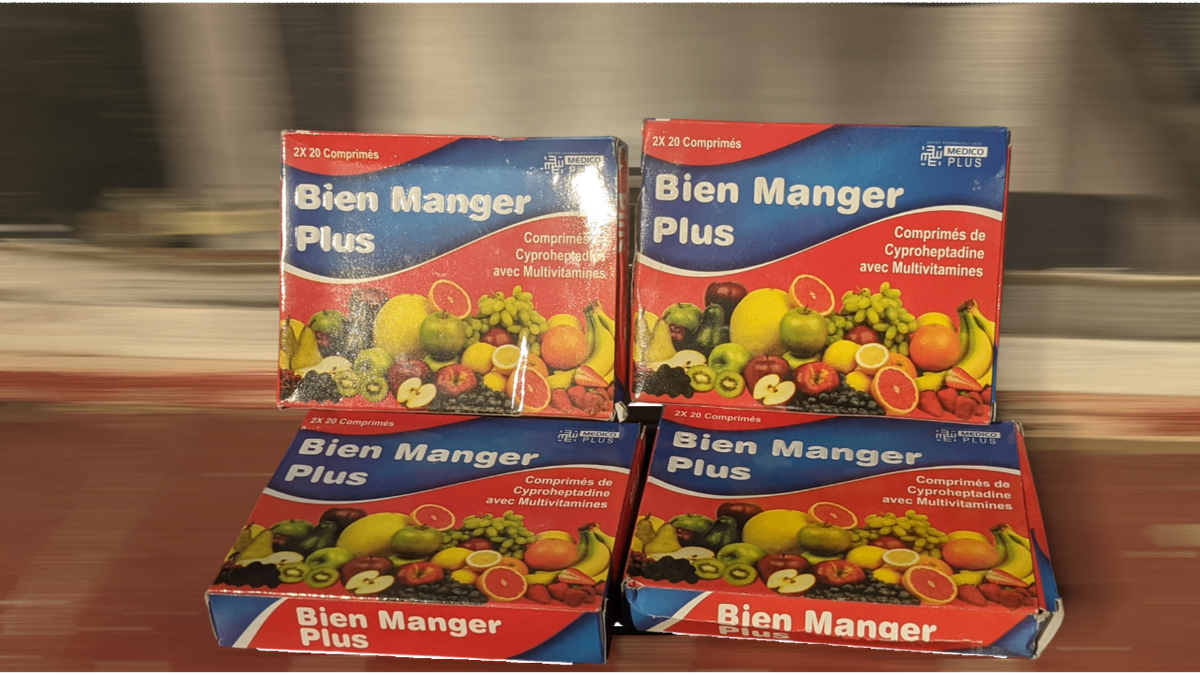 2X 20 Comprimés
MEDICO
PLUS
Bien Manger
Plus
Comprimés de
Cyproheptadine
avec Multivitamines
2X 20 Comprimés
MEDICO
PLUS
Bien Manger
Plus
Comprimés de
Cyproheptadine
avec Multivitamines
2X 20 Comprimés
MEDICO
PLUS
Bien Manger
Plus
Comprimés de
Cyproheptadine
avec Multivitamines
Bien Manger
Plus
2X 20 Comprimés
MEDICO
PLUS
Bien Manger
Plus
Comprimés de
Cyproheptadine
avec Multivitamines
Bien Manger
Plus